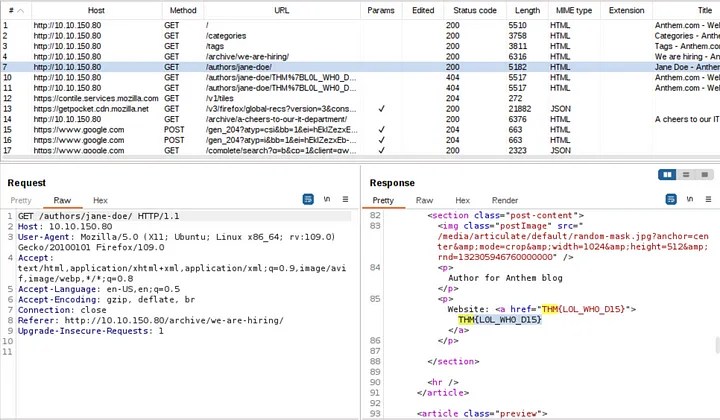 # Host Method URL Params Edited Status code Length MIME type Extension Title
1 http://10.10.150.80 GET / 200 5510 HTML Anthem.com - Welc
2 http://10.10.150.80 GET /categories 200 3758 HTML Categories - Anthem
3 http://10.10.150.80 GET /tags 200 3811 HTML Tags - Anthem.com
4 http://10.10.150.80 GET /archive/we-are-hiring/ 200 6316 HTML We are hiring - An
7 http://10.10.150.80 GET /authors/jane-doe/ 200 5182 HTML Jane Doe - Anthem
10 http://10.10.150.80 GET /authors/jane-doe/THM%7BL0L_WH0_D... 404 5517 HTML
11 http://10.10.150.80 GET /authors/jane-doe/THM%7BL0L_WH0_D... 404 5517 HTML
12 https://contile.services.mozilla.com GET /v1/tiles 204 272
13 https://getpocket.cdn.mozilla.net GET /v3/firefox/global-recs?version=3&cons... ✓ 200 21882 JSON
14 http://10.10.150.80 GET /archive/a-cheers-to-our-it-department/ 200 6376 HTML A cheers to our IT
15 https://www.google.com POST /gen_204?atyp=csi&bb=1&ei=hEklZezxE... ✓ 204 663 HTML
16 https://www.google.com POST /gen_204?atyp=i&bb=1&ei=hEklZezxEb-... ✓ 204 663 HTML
17 https://www.google.com GET /complete/search?q=b&cp=1&client=gw... ✓ 200 2323 JSON
Request
Pretty Raw Hex
\n
1 GET /authors/jane-doe/ HTTP/1.1
2 Host: 10.10.150.80
3 User-Agent: Mozilla/5.0 (X11; Ubuntu; Linux x86_64; rv:109.0)
Gecko/20100101 Firefox/109.0
4 Accept:
text/html,application/xhtml+xml,application/xml;q=0.9,image/avi
f,image/webp,*/*;q=0.8
5 Accept-Language: en-US,en;q=0.5
6 Accept-Encoding: gzip, deflate, br
7 Connection: close
8 Referer: http://10.10.150.80/archive/we-are-hiring/
9 Upgrade-Insecure-Requests: 1
10
11
Response
Pretty Raw Hex Render
\n
82 <section class="post-content">
83 <img class="postImage" src="
/media/articulate/default/random-mask.jpg?anchor=cen
ter&amp;mode=crop&amp;width=1024&amp;height=512&amp;
rnd=132305946760000000" />
84 <p>
Author for Anthem blog
</p>
85 <p>
Website: <a href="THM{L0L_WH0_D15}">
THM{L0L_WH0_D15}
</a>
86 </p>
87
88 </section>
89
90 <hr />
91 </article>
92
93 <article class="preview">